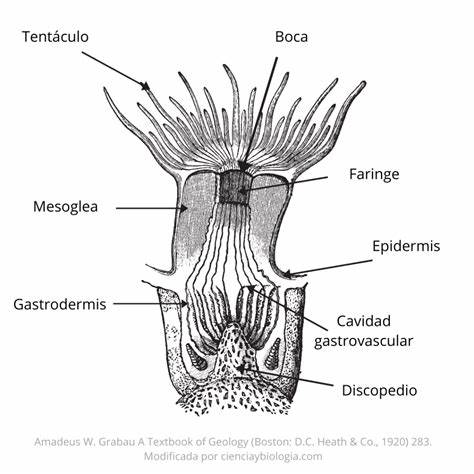 Tentáculo
Boca
Faringe
Mesoglea
Epidermis
Gastrodermis
Cavidad
gastrovascular
Discopedio
Amadeus W. Grabau A Textbook of Geology (Boston: D.C. Heath & Co., 1920) 283.
Modificada por cienciaybiologia.com